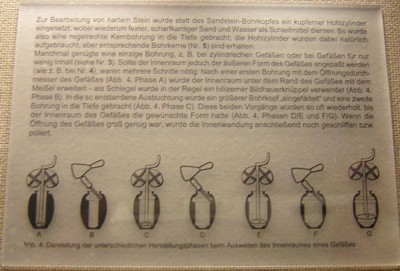 Zur Bearbeitung von hartem Stein wurde statt des Sandstein-Bohrkopfes ein kupferner Hohlzylinder
eingesetzt, wobei wiederum feiner, scharfkantiger Sand und Wasser als Schleifmittel dienten. So wurde
also eine regelrechte Kernbohrung in die Tiefe gebracht; die Hohlzylinder wurden dabei natürlich
aufgebraucht, aber entsprechende Bohrkerne (Nr. 5) sind erhalten.
Manchmal genügte eine einzige Bohrung, z. B. bei zylindrischen Gefäßen oder bei Gefäßen für nur
wenig Inhalt (siehe Nr. 3). Sollte der Innenraum jedoch der äußeren Form des Gefäßes angepaßt werden
(wie z. B. bei Nr. 4), waren mehrere Schritte nötig: Nach einer ersten Bohrung mit dem Öffnungsdurch-
messer des Gefäßes (Abb. 4, Phase A) wurde der Innenraum unter dem Rand des Gefäßes mit dem
Meißel erweitert - als Schlegel wurde in der Regel ein hölzerner Bildhauerknüppel verwendet (Abb. 4,
Phase B). In die so entstandene Ausbuchtung wurde ein größerer Bohrkopf „eingefädelt" und eine zweite
Bohrung in die Tiefe gebracht (Abb. 4, Phase C). Diese beiden Vorgänge wurden so oft wiederholt, bis
der Innenraum des Gefäßes die gewünschte Form hatte (Abb. 4, Phasen D/E und F/G). Wenn die
Öffnung des Gefäßes groß genug war, wurde die Innenwandung anschließend noch geschliffen bzw.
poliert.
A B C D E F G
Abb. 4: Darstellung der unterschiedlichen Herstellungsphasen beim Ausweiten des Innenraumes eines Gefäßes